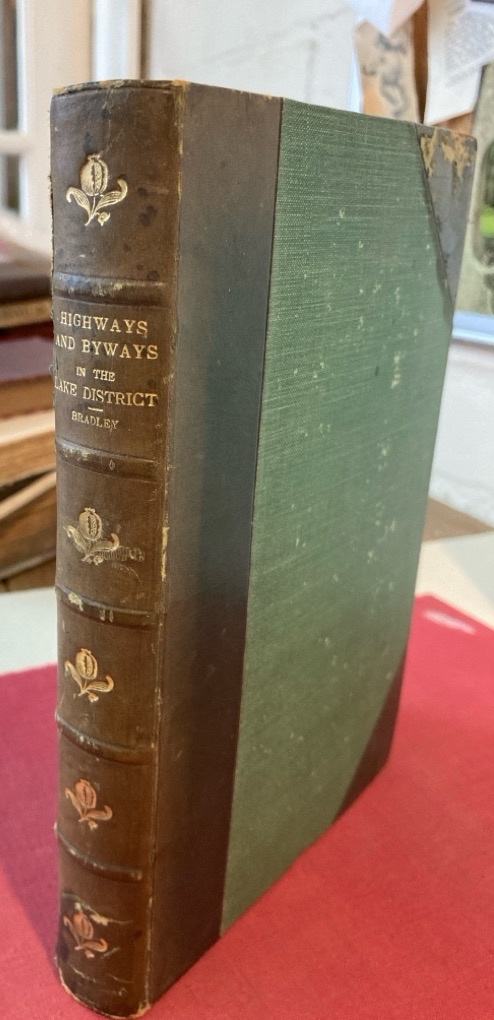 HIGHWAYS
AND BYWAYS
IN THE
LAKE DISTRICT
BRADLEY